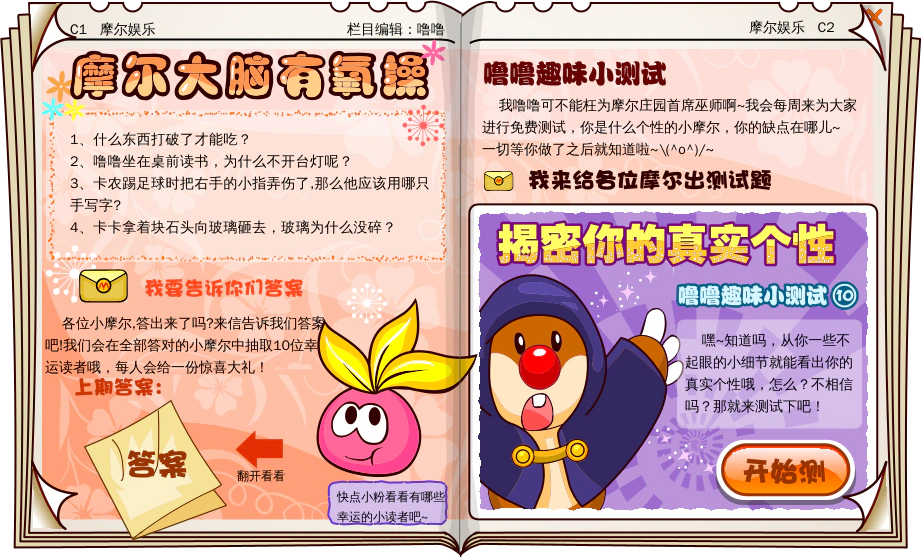 C1 摩尔娱乐
栏目编辑：噜噜
摩尔大脑有氧操
1、什么东西打破了才能吃？
2、噜噜坐在桌前读书，为什么不开台灯呢？
3、卡农踢足球时把右手的小指弄伤了,那么他应该用哪只
手写字?
4、卡卡拿着块石头向玻璃砸去，玻璃为什么没碎？
我要告诉你们答案
各位小摩尔,答出来了吗?来信告诉我们答案
吧!我们会在全部答对的小摩尔中抽取10位幸
运读者哦，每人会给一份惊喜大礼！
上期答案：
答案
翻开看看
快点小粉看看有哪些
幸运的小读者吧~
摩尔娱乐 C2
噜噜趣味小测试
我噜噜可不能枉为摩尔庄园首席巫师啊~我会每周来为大家
进行免费测试，你是什么个性的小摩尔，你的缺点在哪儿~
一切等你做了之后就知道啦~\(^o^)/~
我来给各位摩尔出测试题
揭密你的真实个性
噜噜趣味小测试 10
嘿~知道吗，从你一些不
起眼的小细节就能看出你的
真实个性哦，怎么？不相信
吗？那就来测试下吧！
开始测